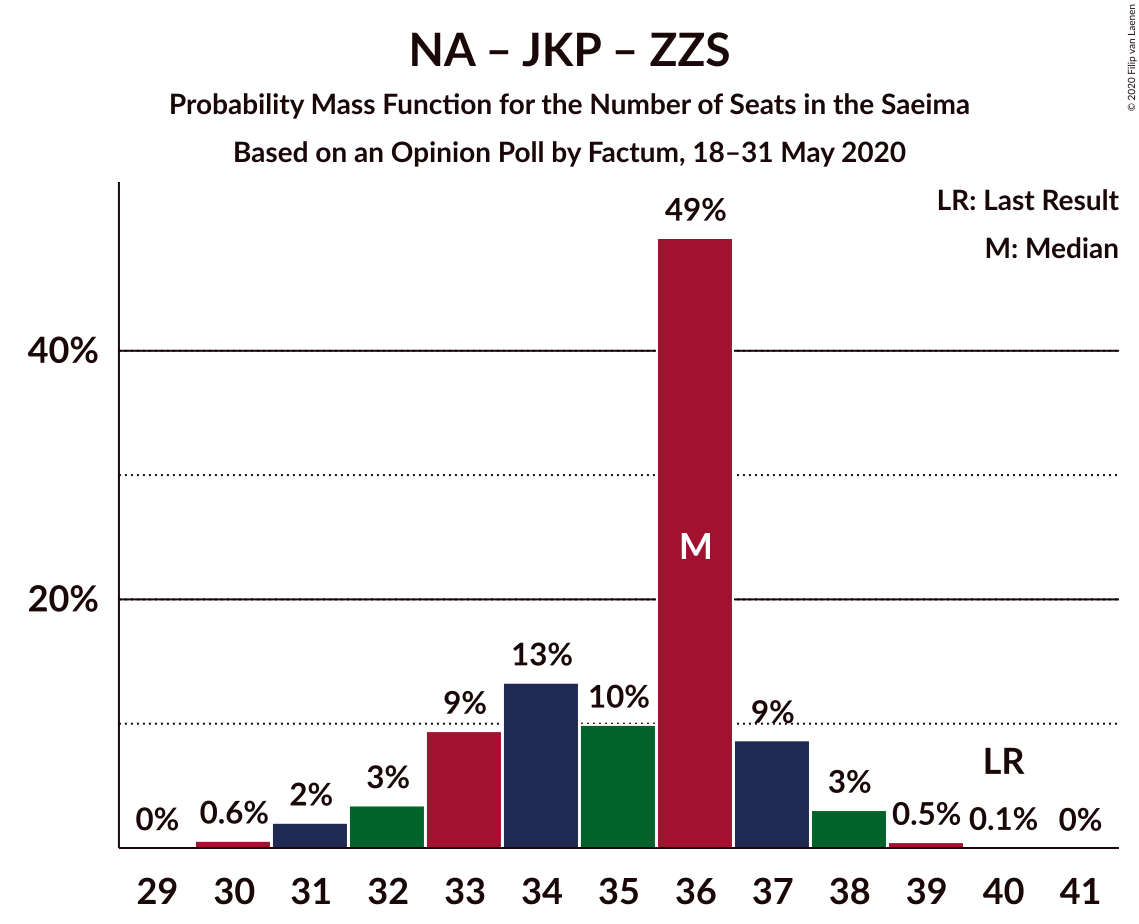 NA – JKP – ZZS
Probability Mass Function for the Number of Seats in the Saeima
Based on an Opinion Poll by Factum, 18–31 May 2020
© 2020 Filip van Laenen
LR: Last Result
M: Median
49%
40%
M
20%
13%
10%
9%
9%
LR
3%
3%
2%
0%
0.6%
0.5%
0.1%
0%
29 30 31 32 33 34 35 36 37 38 39 40 41